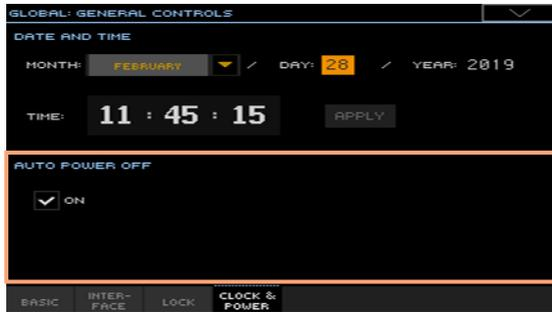 GLOBAL: GENERAL CONTROLS
DATE AND TIME
MONTH: FEBRUARY / DAY: 28 / YEAR: 2019
TIME: 11 : 45 : 15 APPLY
AUTO POWER OFF
ON
BASIC INTER-FACE LOCK CLOCK & POWER